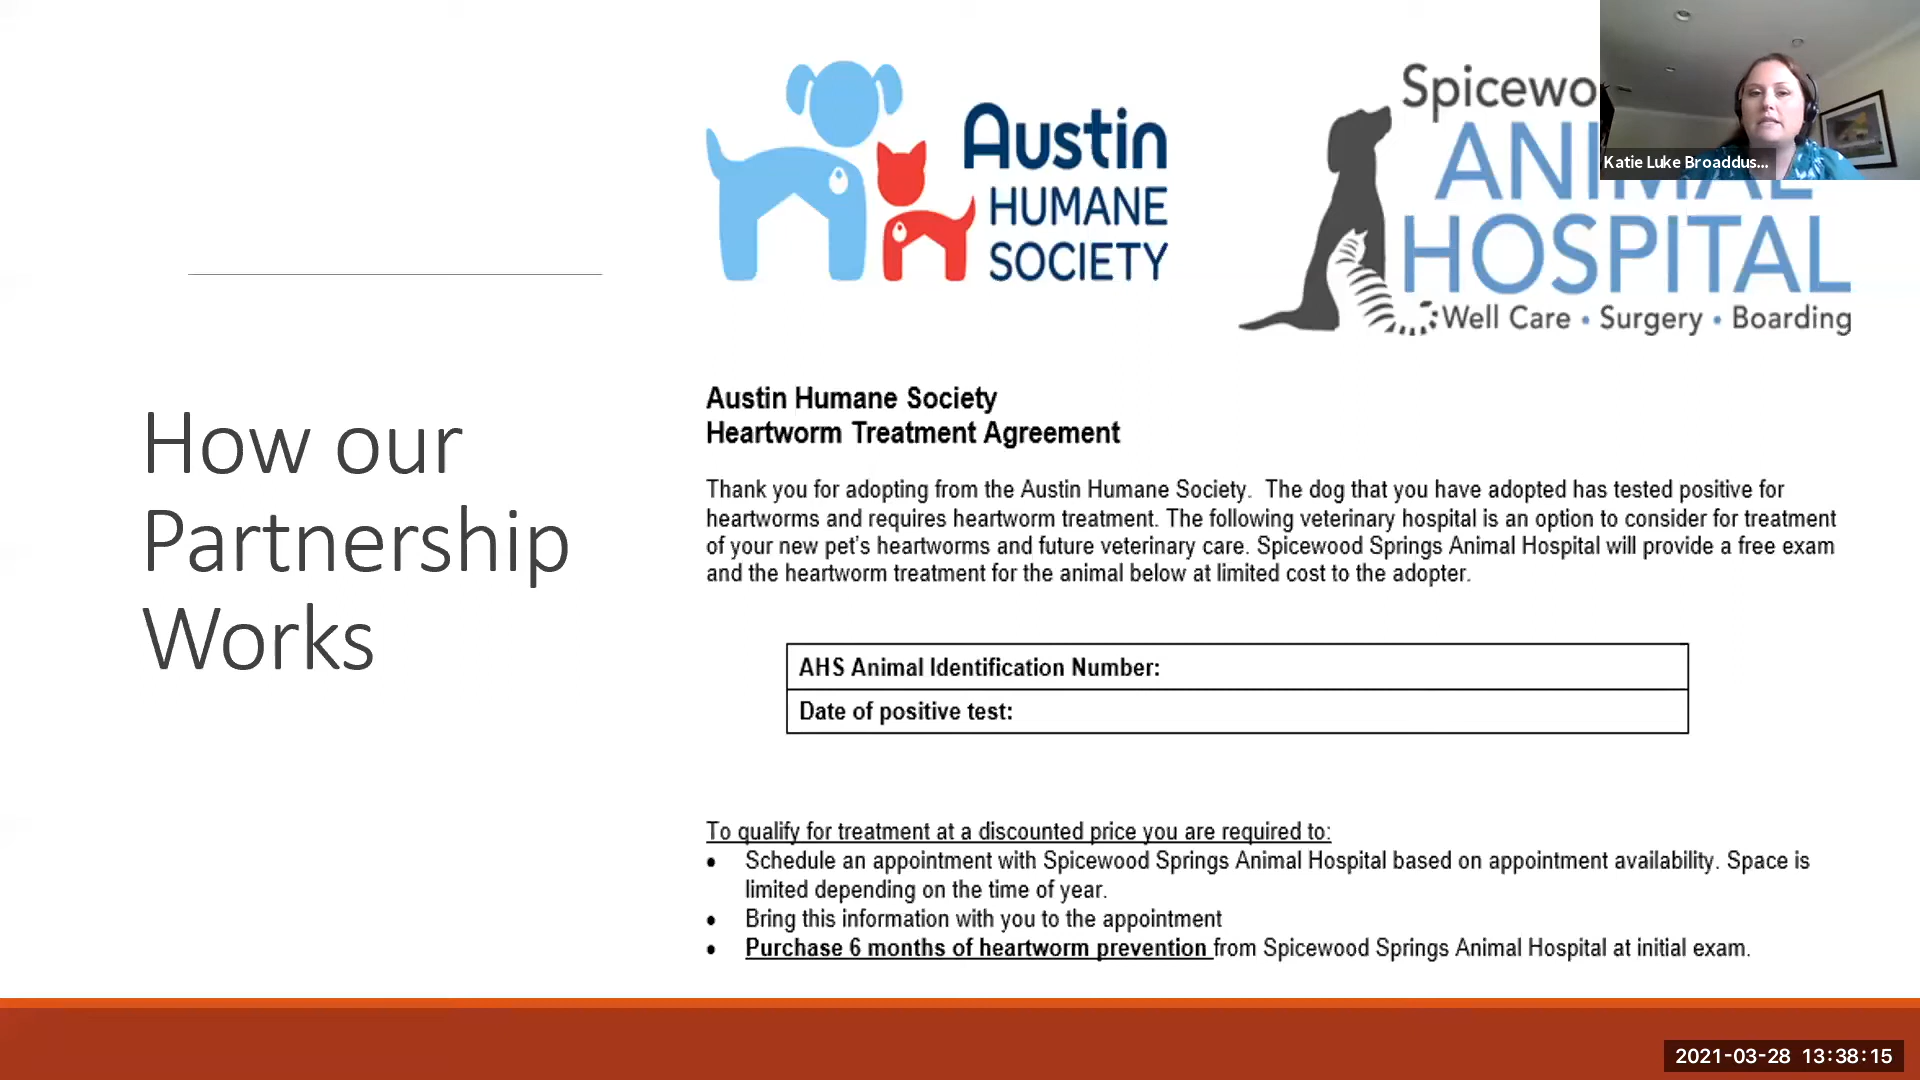 Austin
HUMANE
SOCIETY
HOSPITAL
Well Care • Surgery • Boarding
Katie Luke Broaddus...
How our
Partnership
Works
Austin Humane Society
Heartworm Treatment Agreement
Thank you for adopting from the Austin Humane Society. The dog that you have adopted has tested positive for
heartworms and requires heartworm treatment. The following veterinary hospital is an option to consider for treatment
of your new pet's heartworms and future veterinary care. Spicewood Springs Animal Hospital will provide a free exam
and the heartworm treatment for the animal below at limited cost to the adopter.
AHS Animal Identification Number:
Date of positive test:
To qualify for treatment at a discounted price you are required to:
• Schedule an appointment with Spicewood Springs Animal Hospital based on appointment availability. Space is
limited depending on the time of year.
• Bring this information with you to the appointment
• Purchase 6 months of heartworm prevention from Spicewood Springs Animal Hospital at initial exam.
2021-03-28 13:38:15